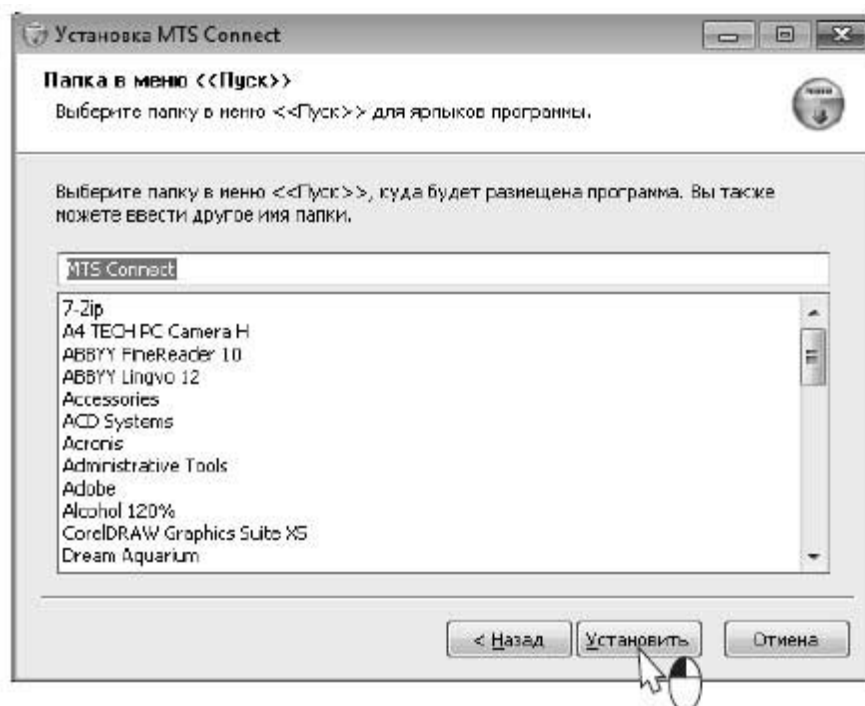 Установка MTS Connect
Папка в меню <<Пуск>>
Выберите папку в меню <<Пуск>> для ярлыков программы.
Выберите папку в меню <<Пуск>>, куда будет размещена программа. Вы также
можете ввести другое имя папки.
MTS Connect
7-Zip
A4 TECH PC Camera H
ABBYY FineReader 10
ABBYY Lingvo 12
Accessories
ACD Systems
Acronis
Administrative Tools
Adobe
Alcohol 120%
CorelDRAW Graphics Suite X5
Dream Aquarium
< Назад
Установить
Отмена